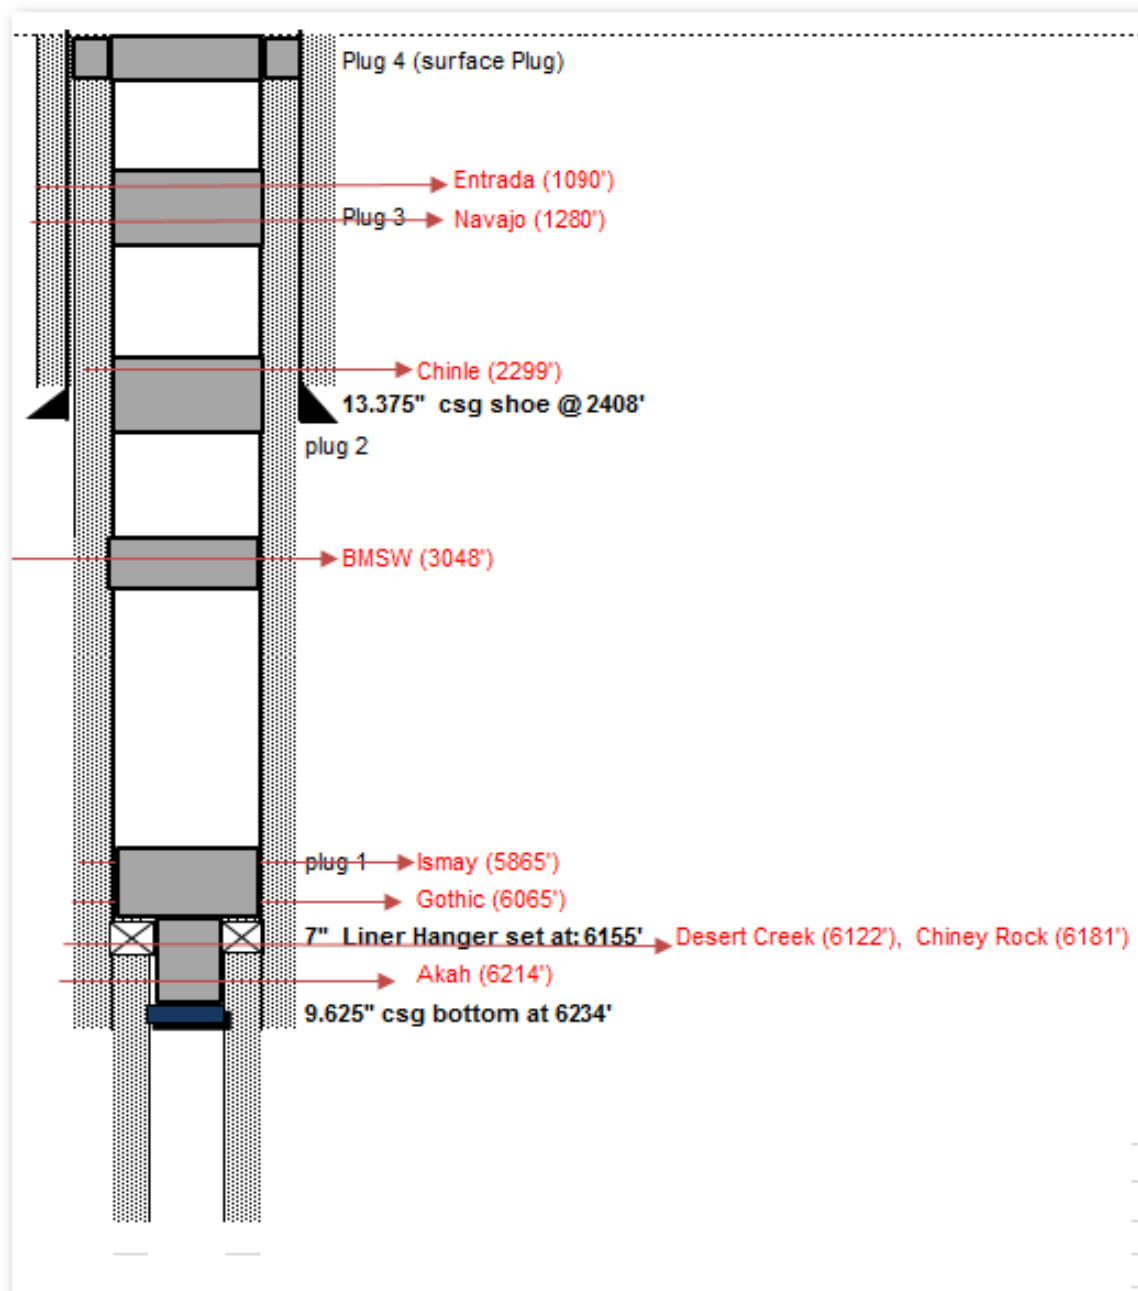 Plug 4 (surface Plug)
Entrada (1090')
Plug 3 Navajo (1280')
Chinle (2299')
13.375" csg shoe @ 2408'
plug 2
BMSW (3048')
plug 1 Ismay (5865')
Gothic (6065')
7" Liner Hanger set at: 6155' Desert Creek (6122'), Chiney Rock (6181')
Akah (6214')
9.625" csg bottom at 6234'